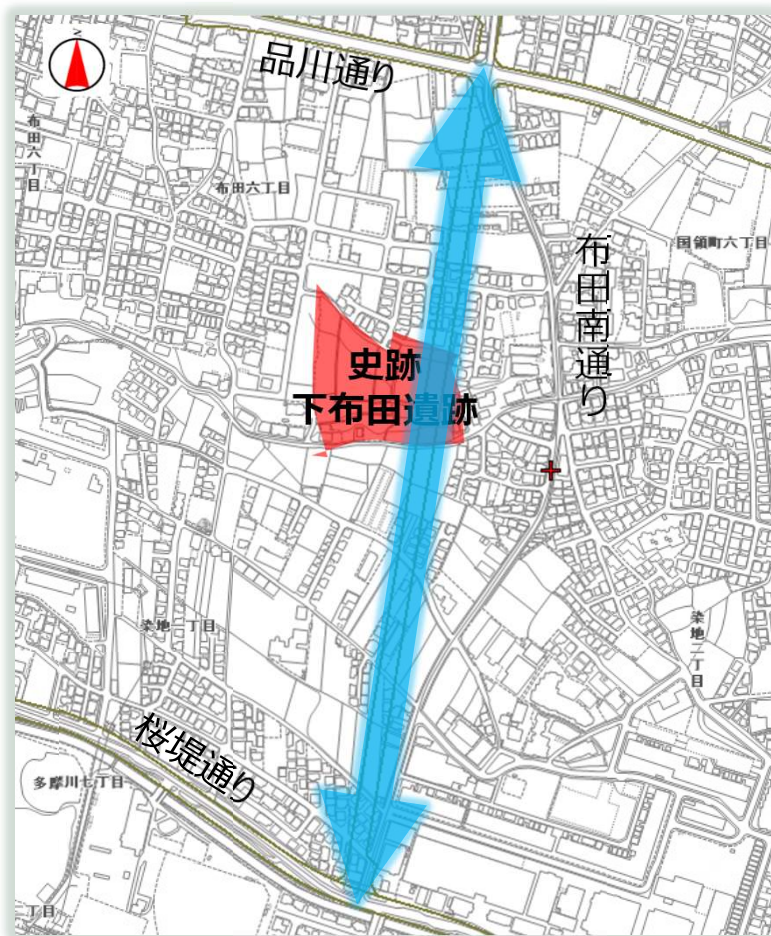 N
品川通り
布田六丁目
布田六丁目
布田南通り
国領町六丁目
史跡
下布田遺跡
染地一丁目
染地二丁目
桜堤通り
多摩川七丁目
丁目